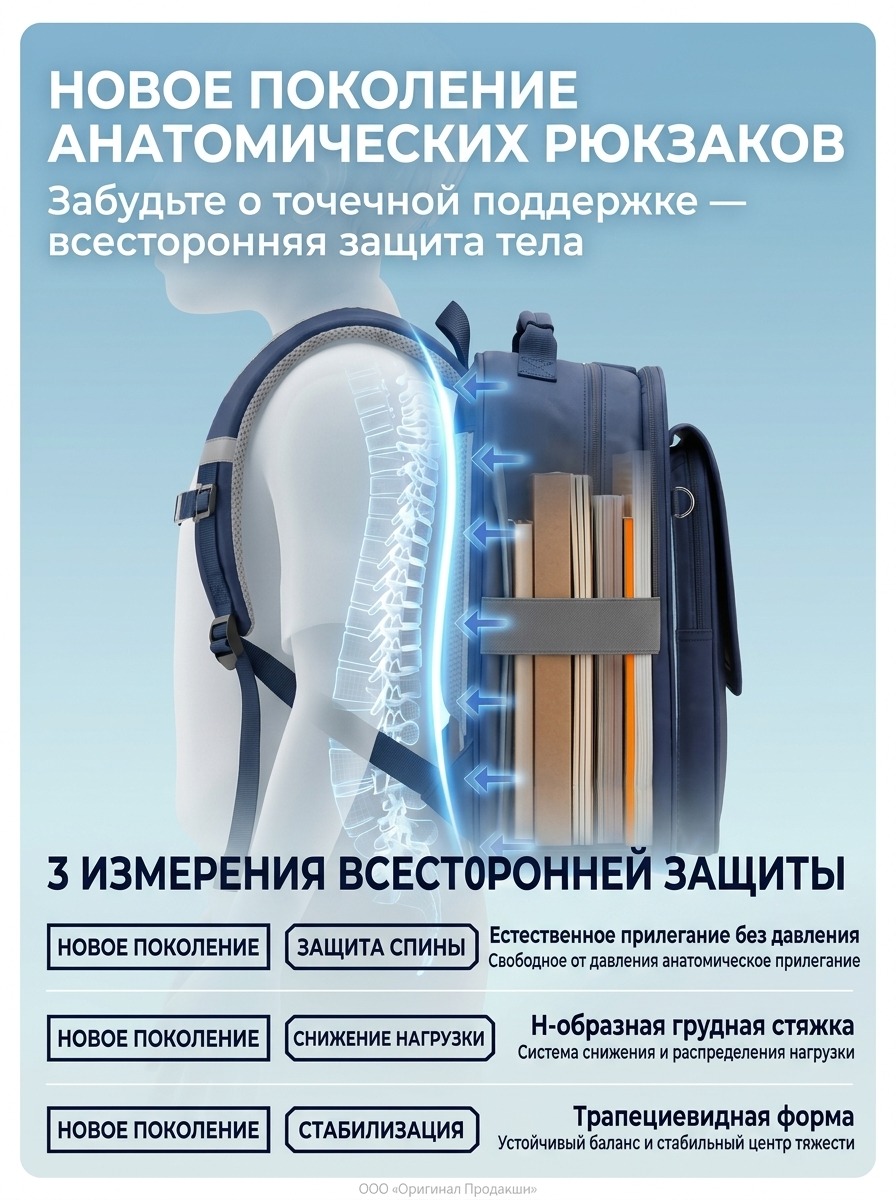 НОВОЕ ПОКОЛЕНИЕ
АНАТОМИЧЕСКИХ РЮКЗАКОВ
Забудьте о точечной поддержке —
всесторонняя защита тела
3 ИЗМЕРЕНИЯ ВСЕСТ0РОННЕЙ ЗАЩИТЫ
НОВОЕ ПОКОЛЕНИЕ
ЗАЩИТА СПИНЫ
Естественное прилегание без давления
Свободное от давления анатомическое прилегание
НОВОЕ ПОКОЛЕНИЕ
СНИЖЕНИЕ НАГРУЗКИ
Н-образная грудная стяжка
Система снижения и распределения нагрузки
НОВОЕ ПОКОЛЕНИЕ
СТАБИЛИЗАЦИЯ
Трапециевидная форма
Устойчивый баланс и стабильный центр тяжести
ООО «Оригинал Продакши»